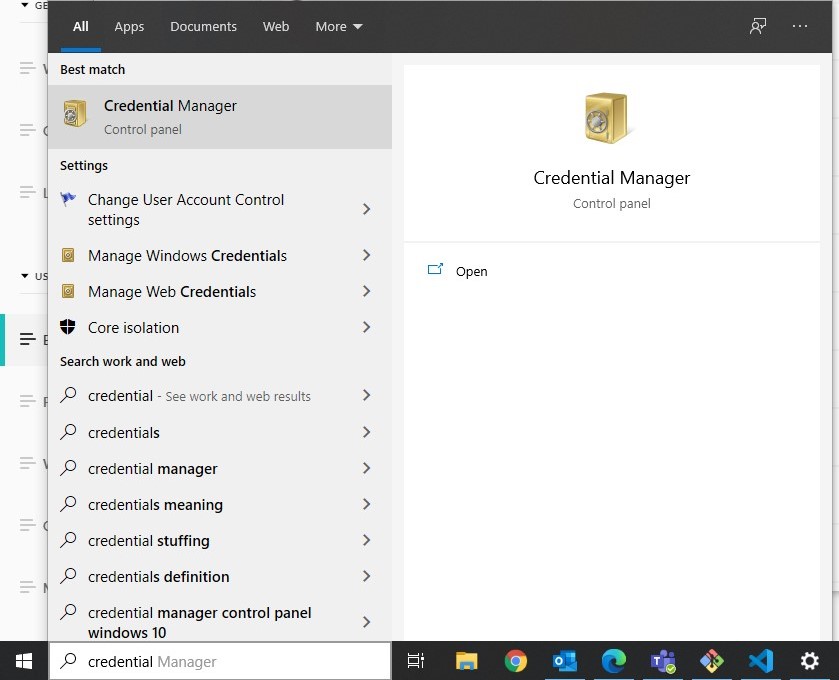 All Apps Documents Web More
Best match
Credential Manager
Control panel
Settings
Change User Account Control
settings
Manage Windows Credentials
Manage Web Credentials
Core isolation
Search work and web
credential - See work and web results
credentials
credential manager
credentials meaning
credential stuffing
credentials definition
credential manager control panel
windows 10
Credential Manager
Control panel
Open
credential Manager